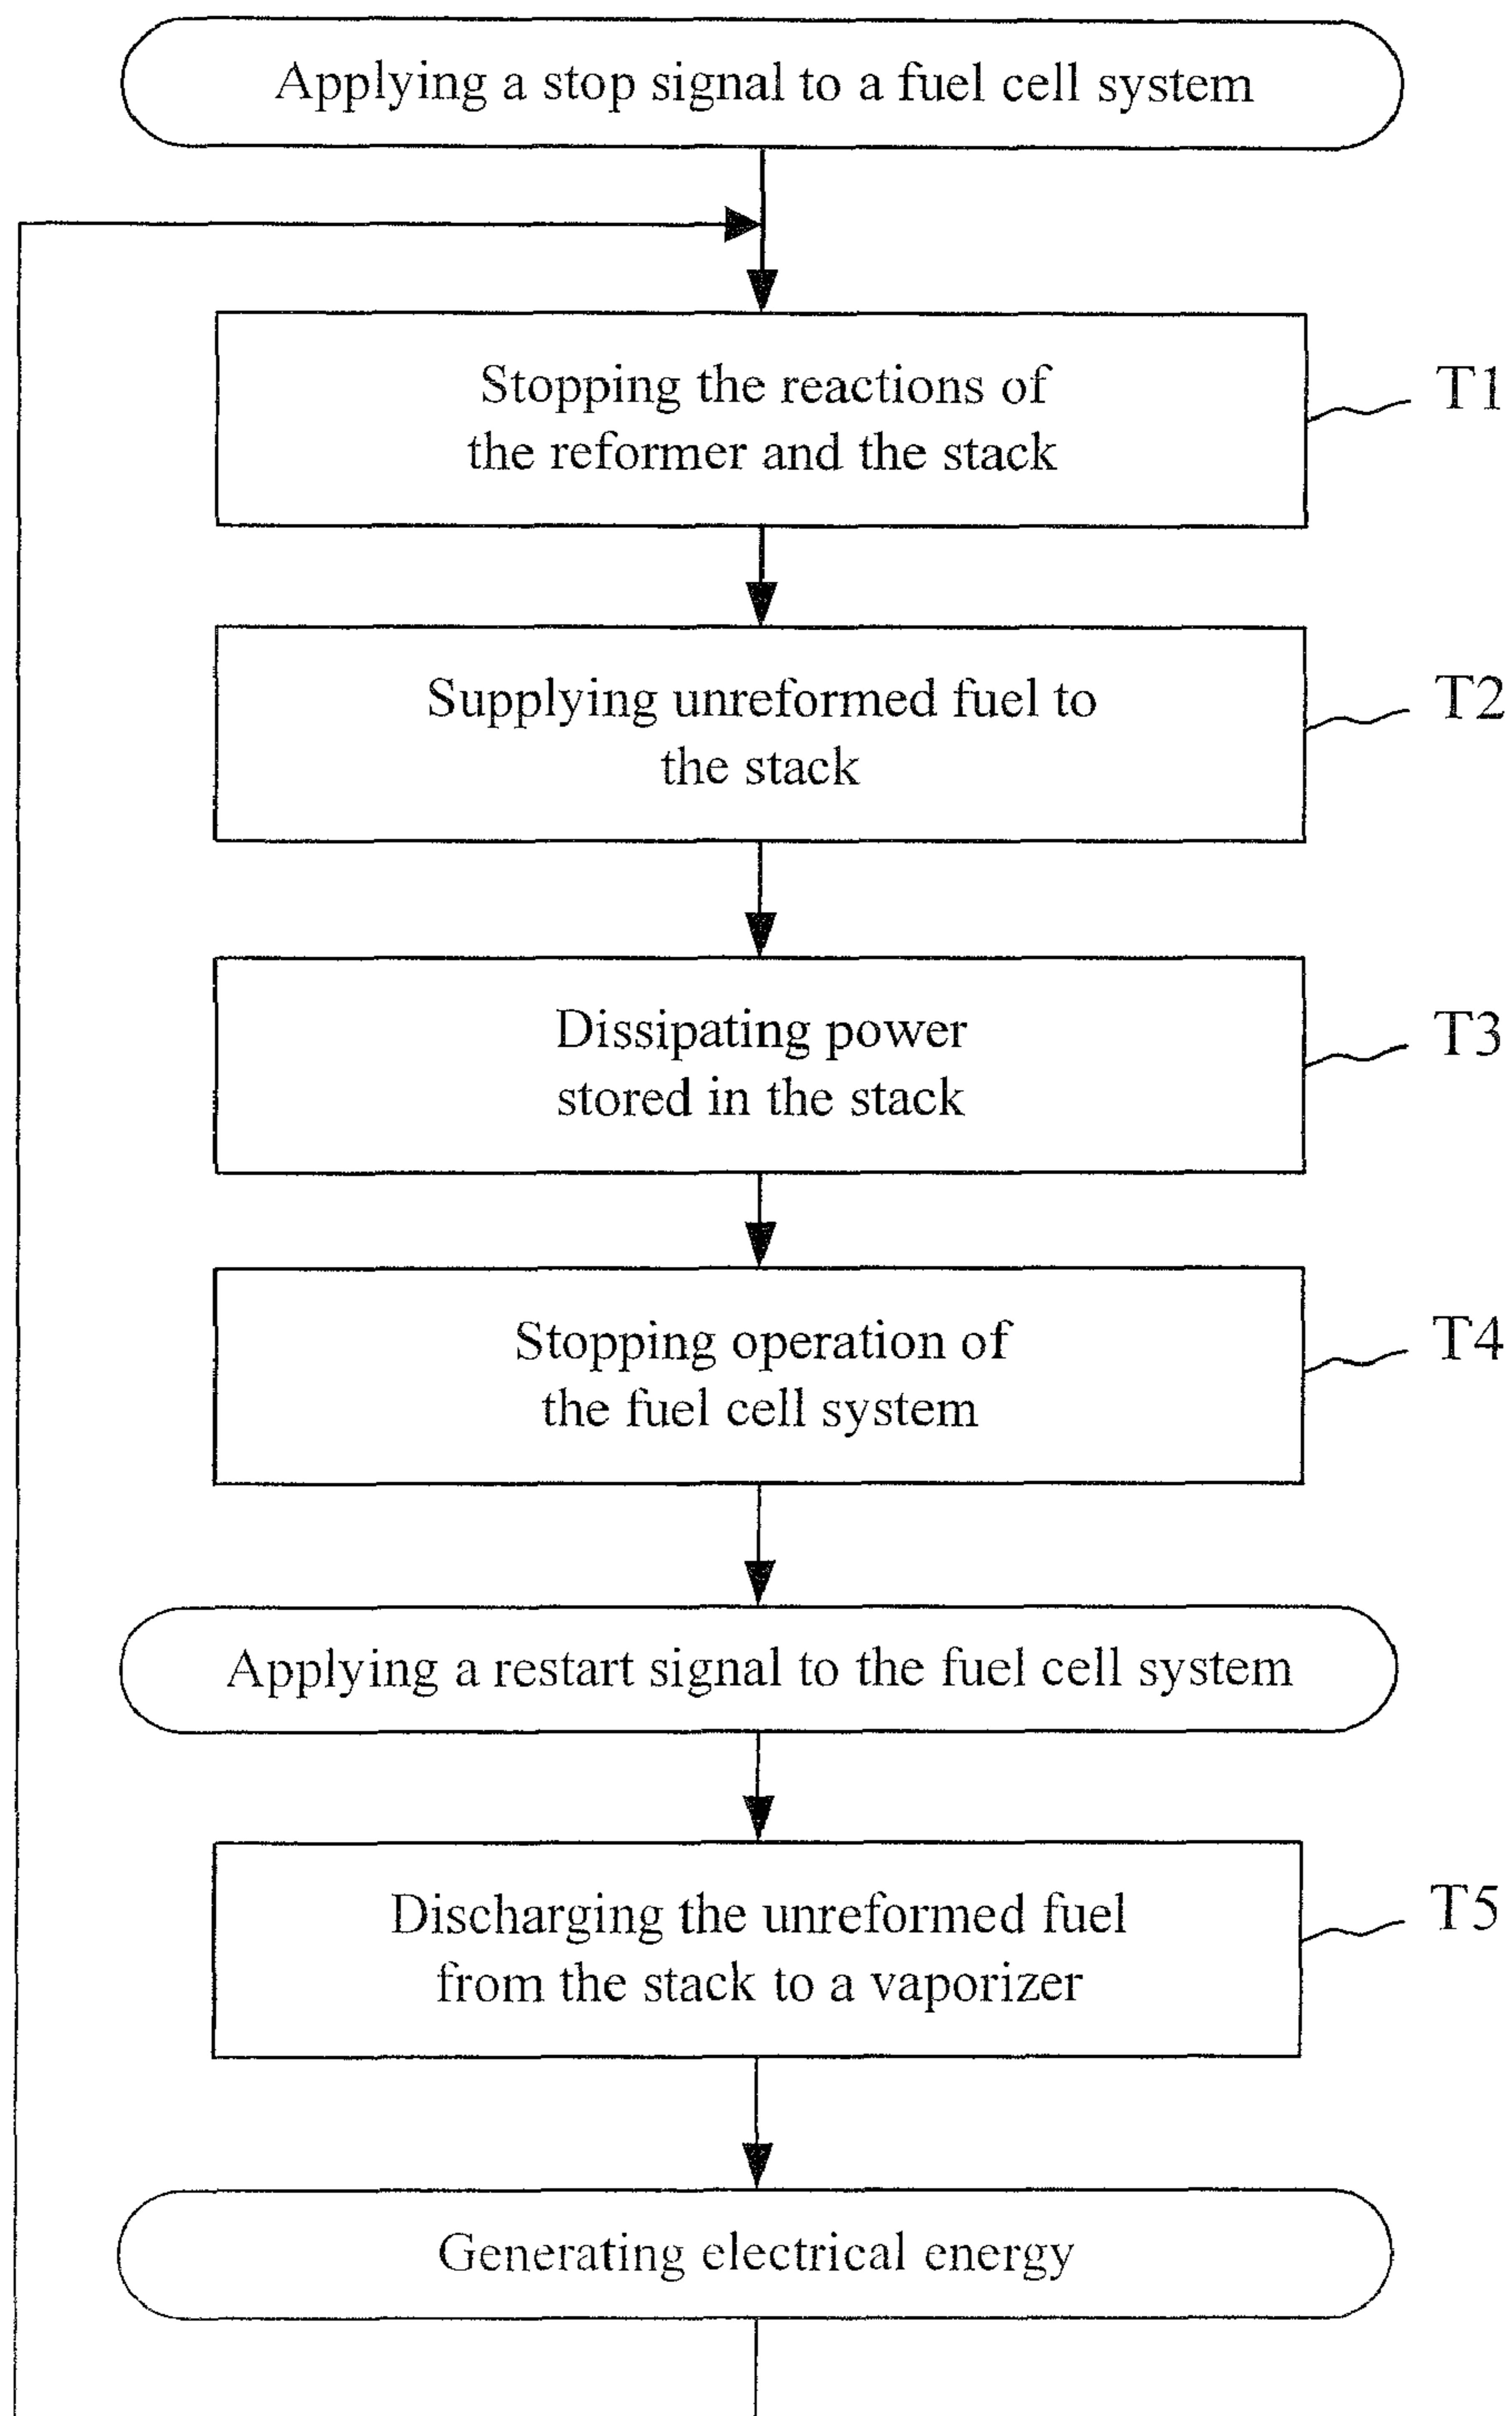 Applying a stop signal to a fuel cell system
Stopping the reactions of
the reformer and the stack
T1
Supplying unreformed fuel to
the stack
T2
Dissipating power
stored in the stack
T3
Stopping operation of
the fuel cell system
T4
Applying a restart signal to the fuel cell system
Discharging the unreformed fuel
from the stack to a vaporizer
T5
Generating electrical energy